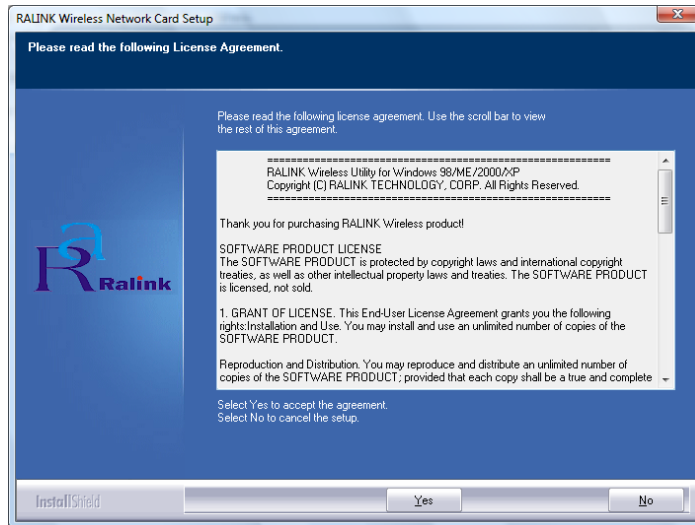 RALINK Wireless Network Card Setup
Please read the following License Agreement.
Please read the following license agreement. Use the scroll bar to view
the rest of this agreement.
===========================================================
RALINK Wireless Utility for Windows 98/ME/2000/XP
Copyright (C) RALINK TECHNOLOGY, CORP. All Rights Reserved.
===========================================================
Thank you for purchasing RALINK Wireless product!
SOFTWARE PRODUCT LICENSE
The SOFTWARE PRODUCT is protected by copyright laws and international copyright
treaties, as well as other intellectual property laws and treaties. The SOFTWARE PRODUCT
is licensed, not sold.
1. GRANT OF LICENSE. This End-User License Agreement grants you the following
rights:Installation and Use. You may install and use an unlimited number of copies of the
SOFTWARE PRODUCT.
Reproduction and Distribution. You may reproduce and distribute an unlimited number of
copies of the SOFTWARE PRODUCT; provided that each copy shall be a true and complete
Ralink
Select Yes to accept the agreement.
Select No to cancel the setup.
InstallShield
Yes
No